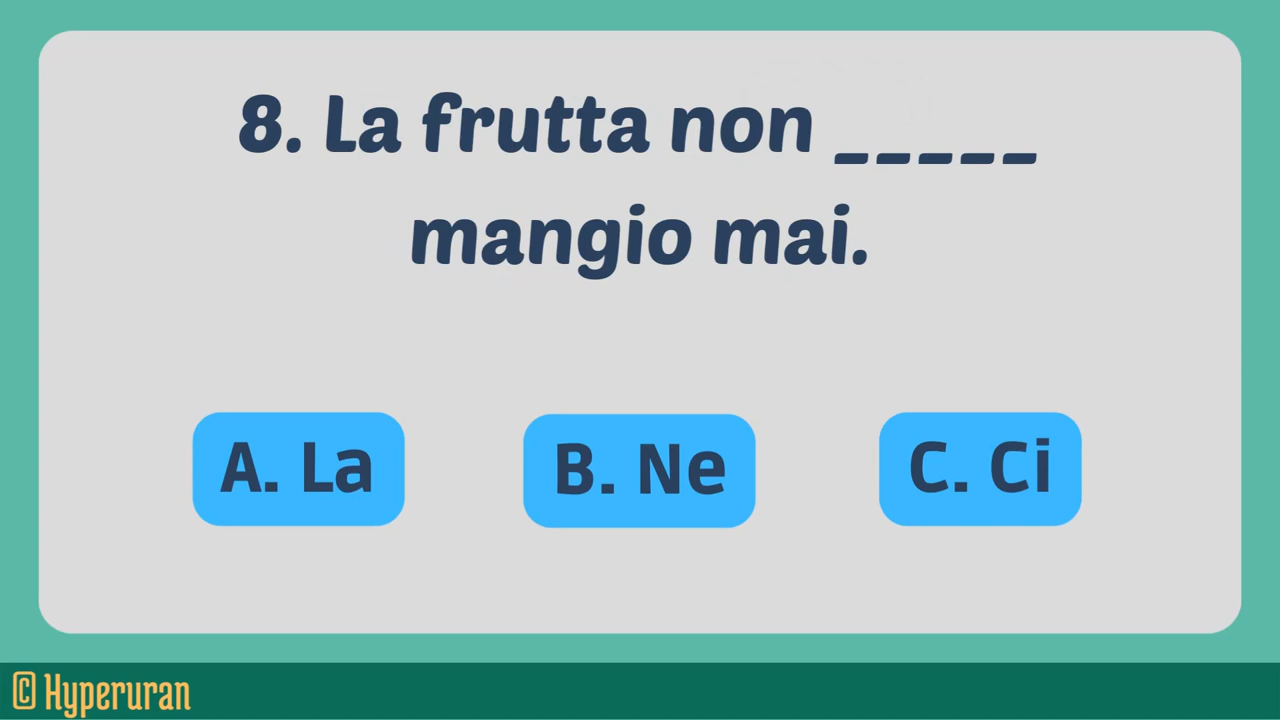 8. La frutta non _____
mangio mai.
A. La
B. Ne
C. Ci
© Hyperuran